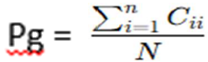 Pg = \frac{\sum_{i=1}^{n} C_{ii}}{N}